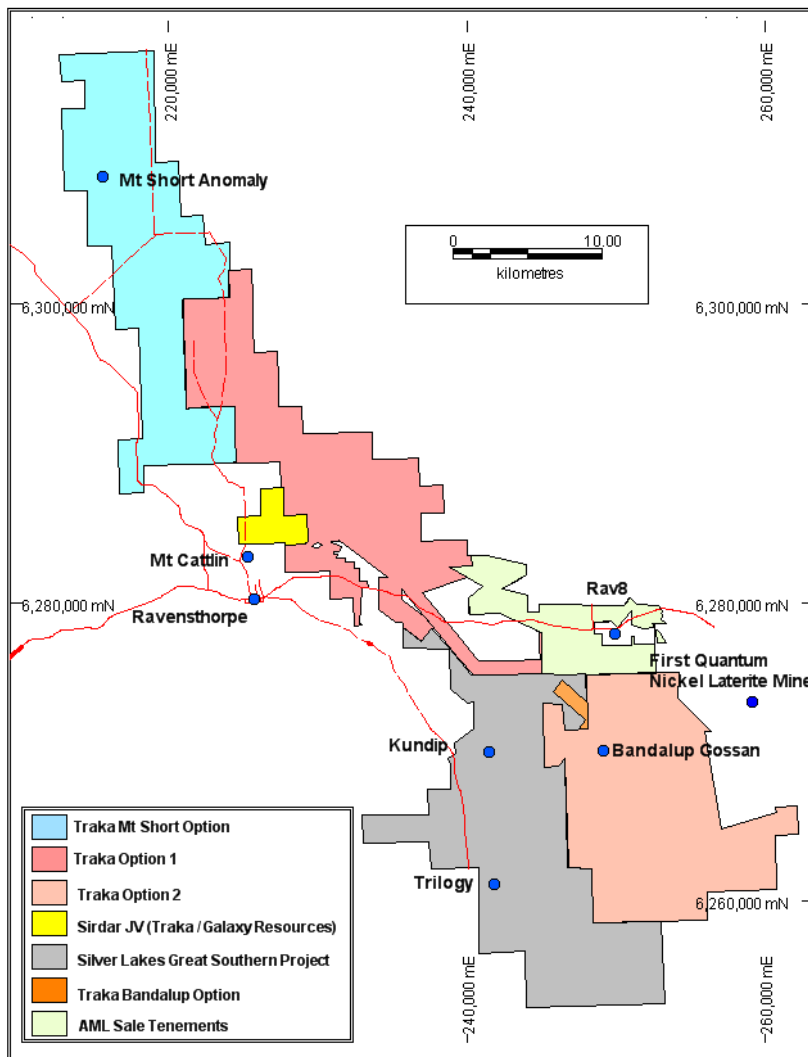 220,000 mE
240,000 mE
260,000 mE
Mt Short Anomaly
0 10.00
kilometres
6,300,000 mN
6,300,000 mN
Mt Cattlin
Rav8
6,280,000 mN
6,280,000 mN
Ravensthorpe
First Quantum
Nickel Laterite Mine
Kundip
Bandalup Gossan
Trilogy
6,260,000 mN
Traka Mt Short Option
Traka Option 1
Traka Option 2
Sirdar JV (Traka / Galaxy Resources)
Silver Lakes Great Southern Project
Traka Bandalup Option
AML Sale Tenements
240,000 mE
260,000 mE